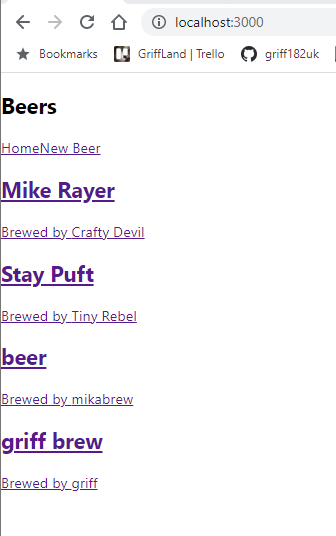 localhost:3000
Bookmarks GriffLand | Trello griff182uk
Beers
HomeNew Beer
Mike Rayer
Brewed by Crafty Devil
Stay Puft
Brewed by Tiny Rebel
beer
Brewed by mikabrew
griff brew
Brewed by griff